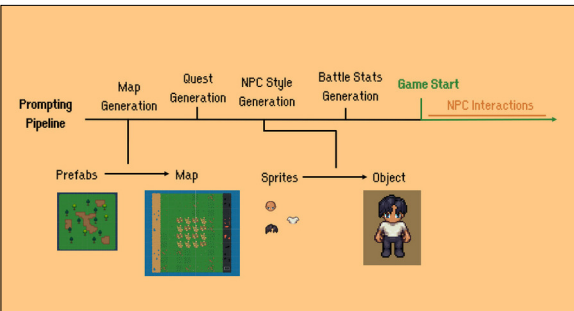 Prompting
Pipeline
Map
Generation
Quest
Generation
NPC Style
Generation
Battle Stats
Generation
Game Start
NPC Interactions
Prefabs
Map
Sprites
Object